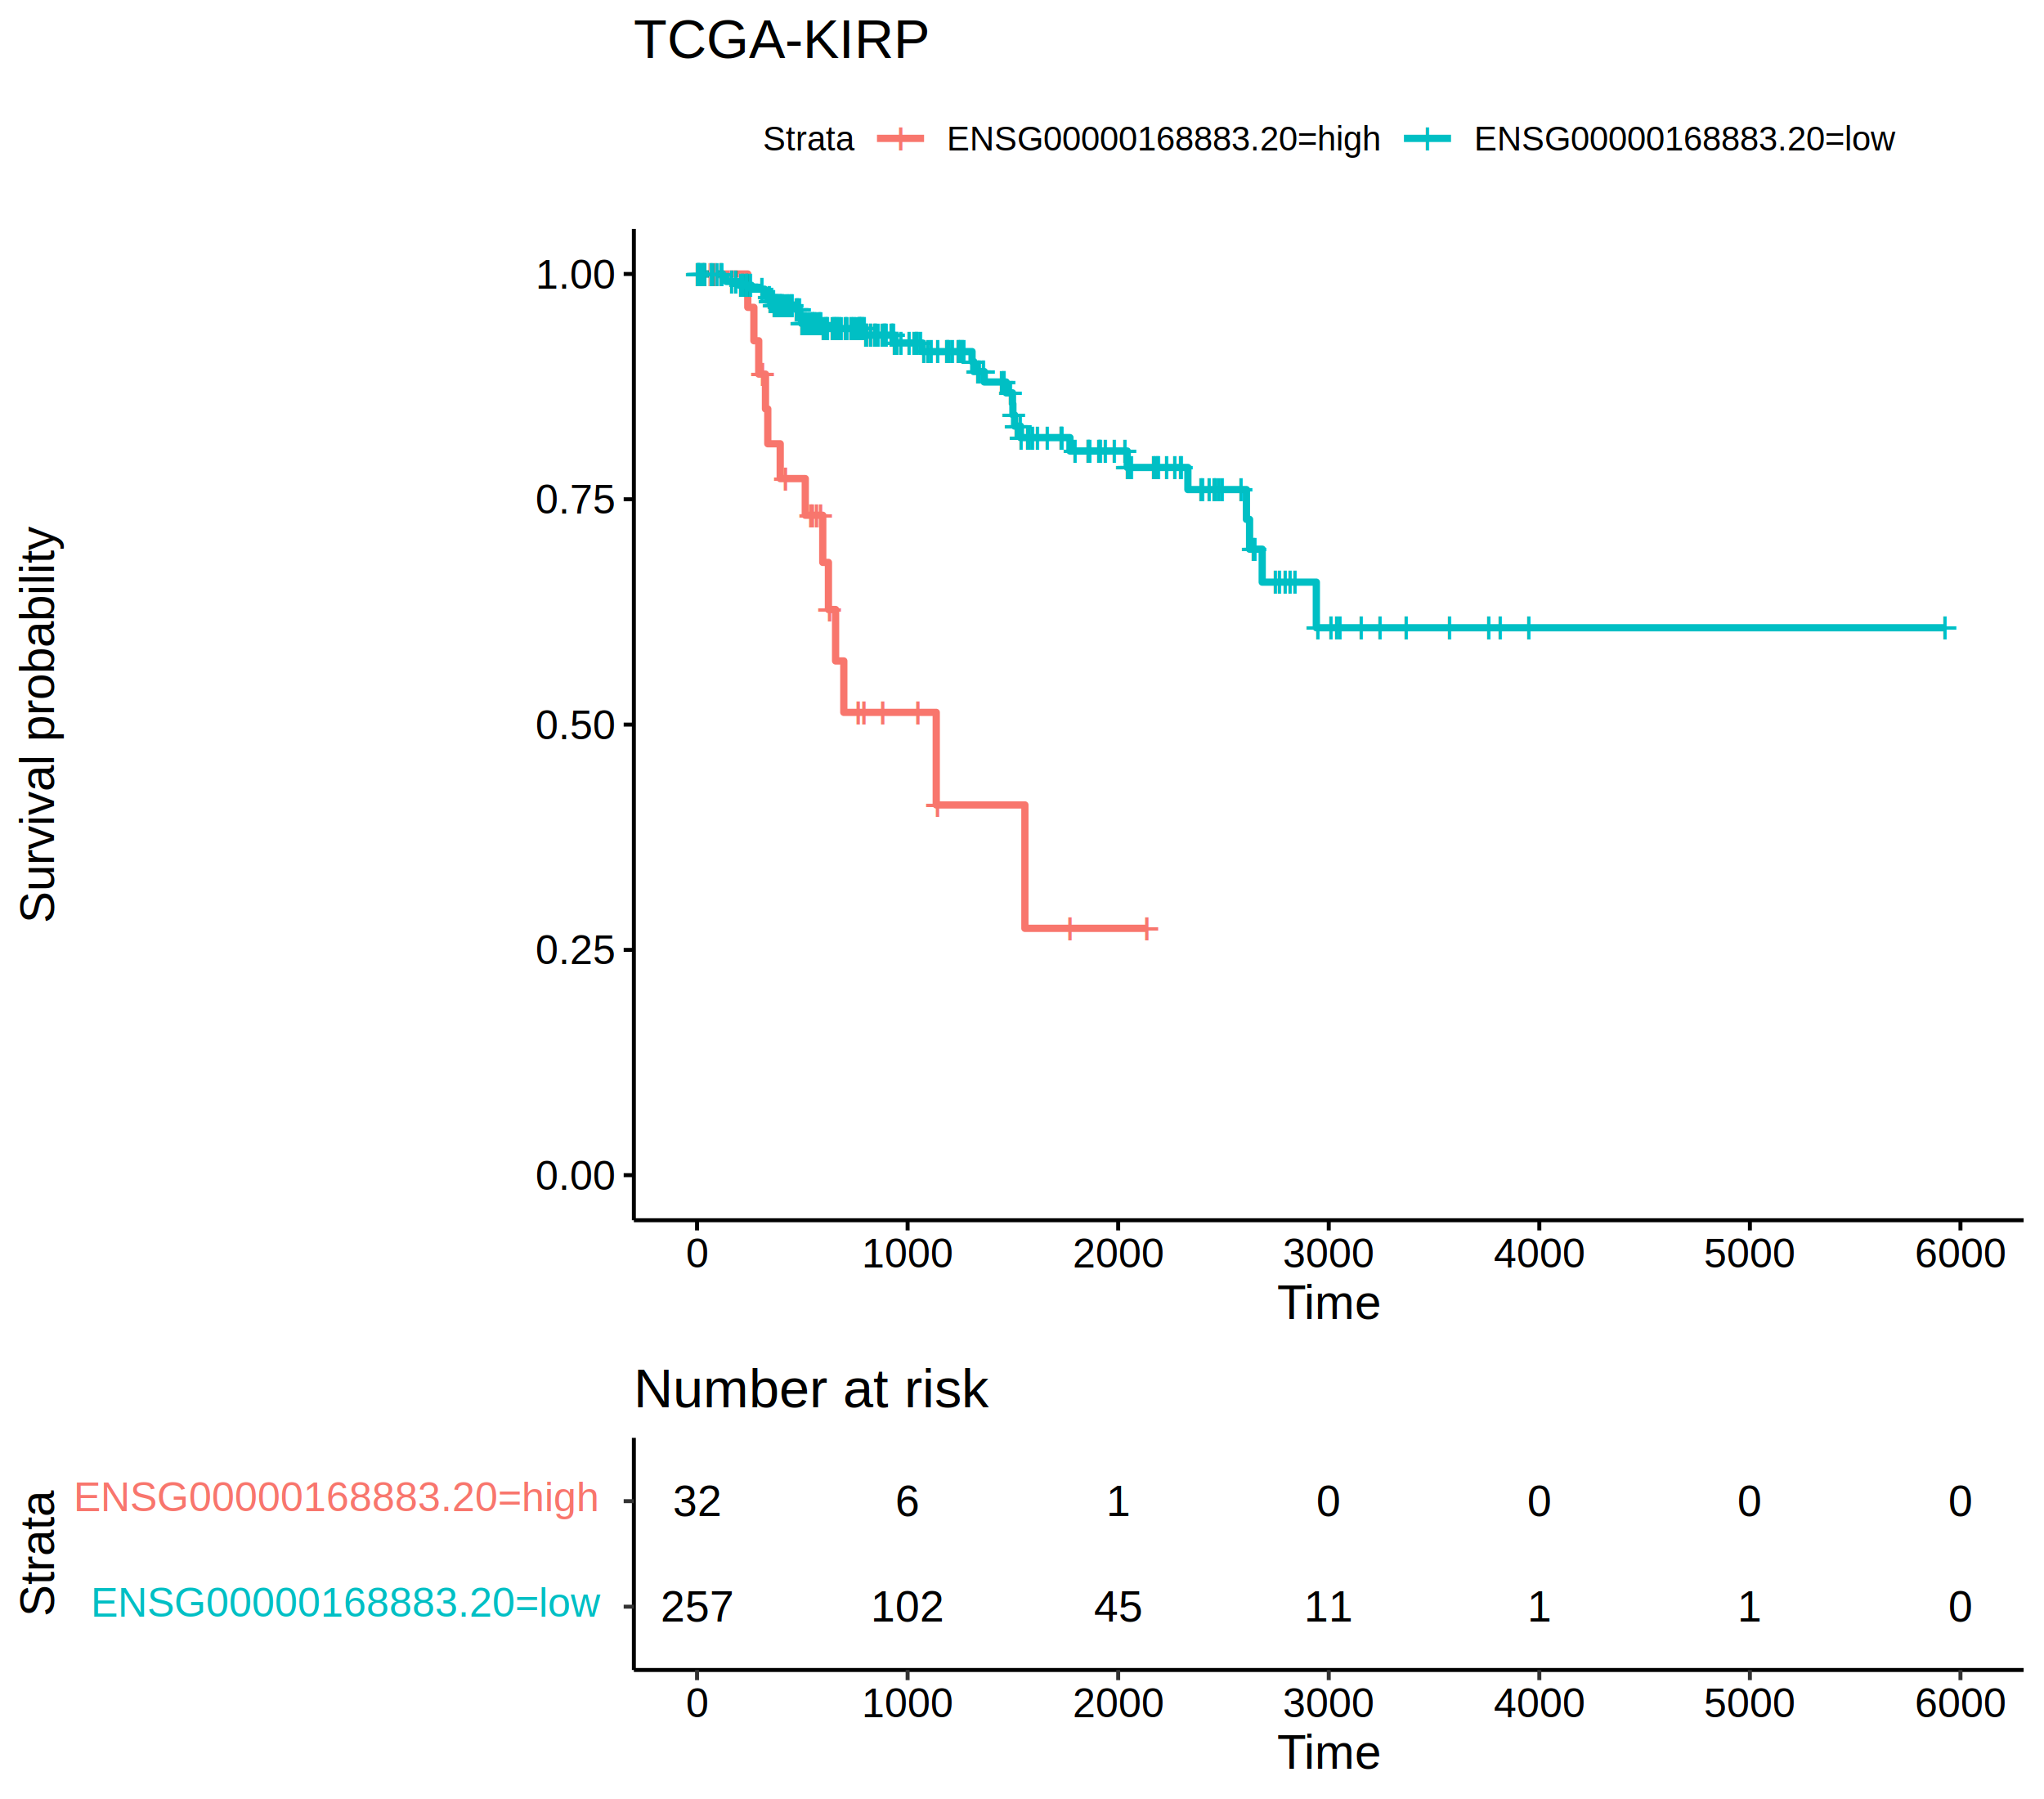 TCGA-KIRP
Strata ENSG00000168883.20=high ENSG00000168883.20=low
Survival probability
1.00
0.75
0.50
0.25
0.00
0 1000 2000 3000 4000 5000 6000
Time
Number at risk
Strata
ENSG00000168883.20=high 32 6 1 0 0 0 0
ENSG00000168883.20=low 257 102 45 11 1 1 0
0 1000 2000 3000 4000 5000 6000
Time